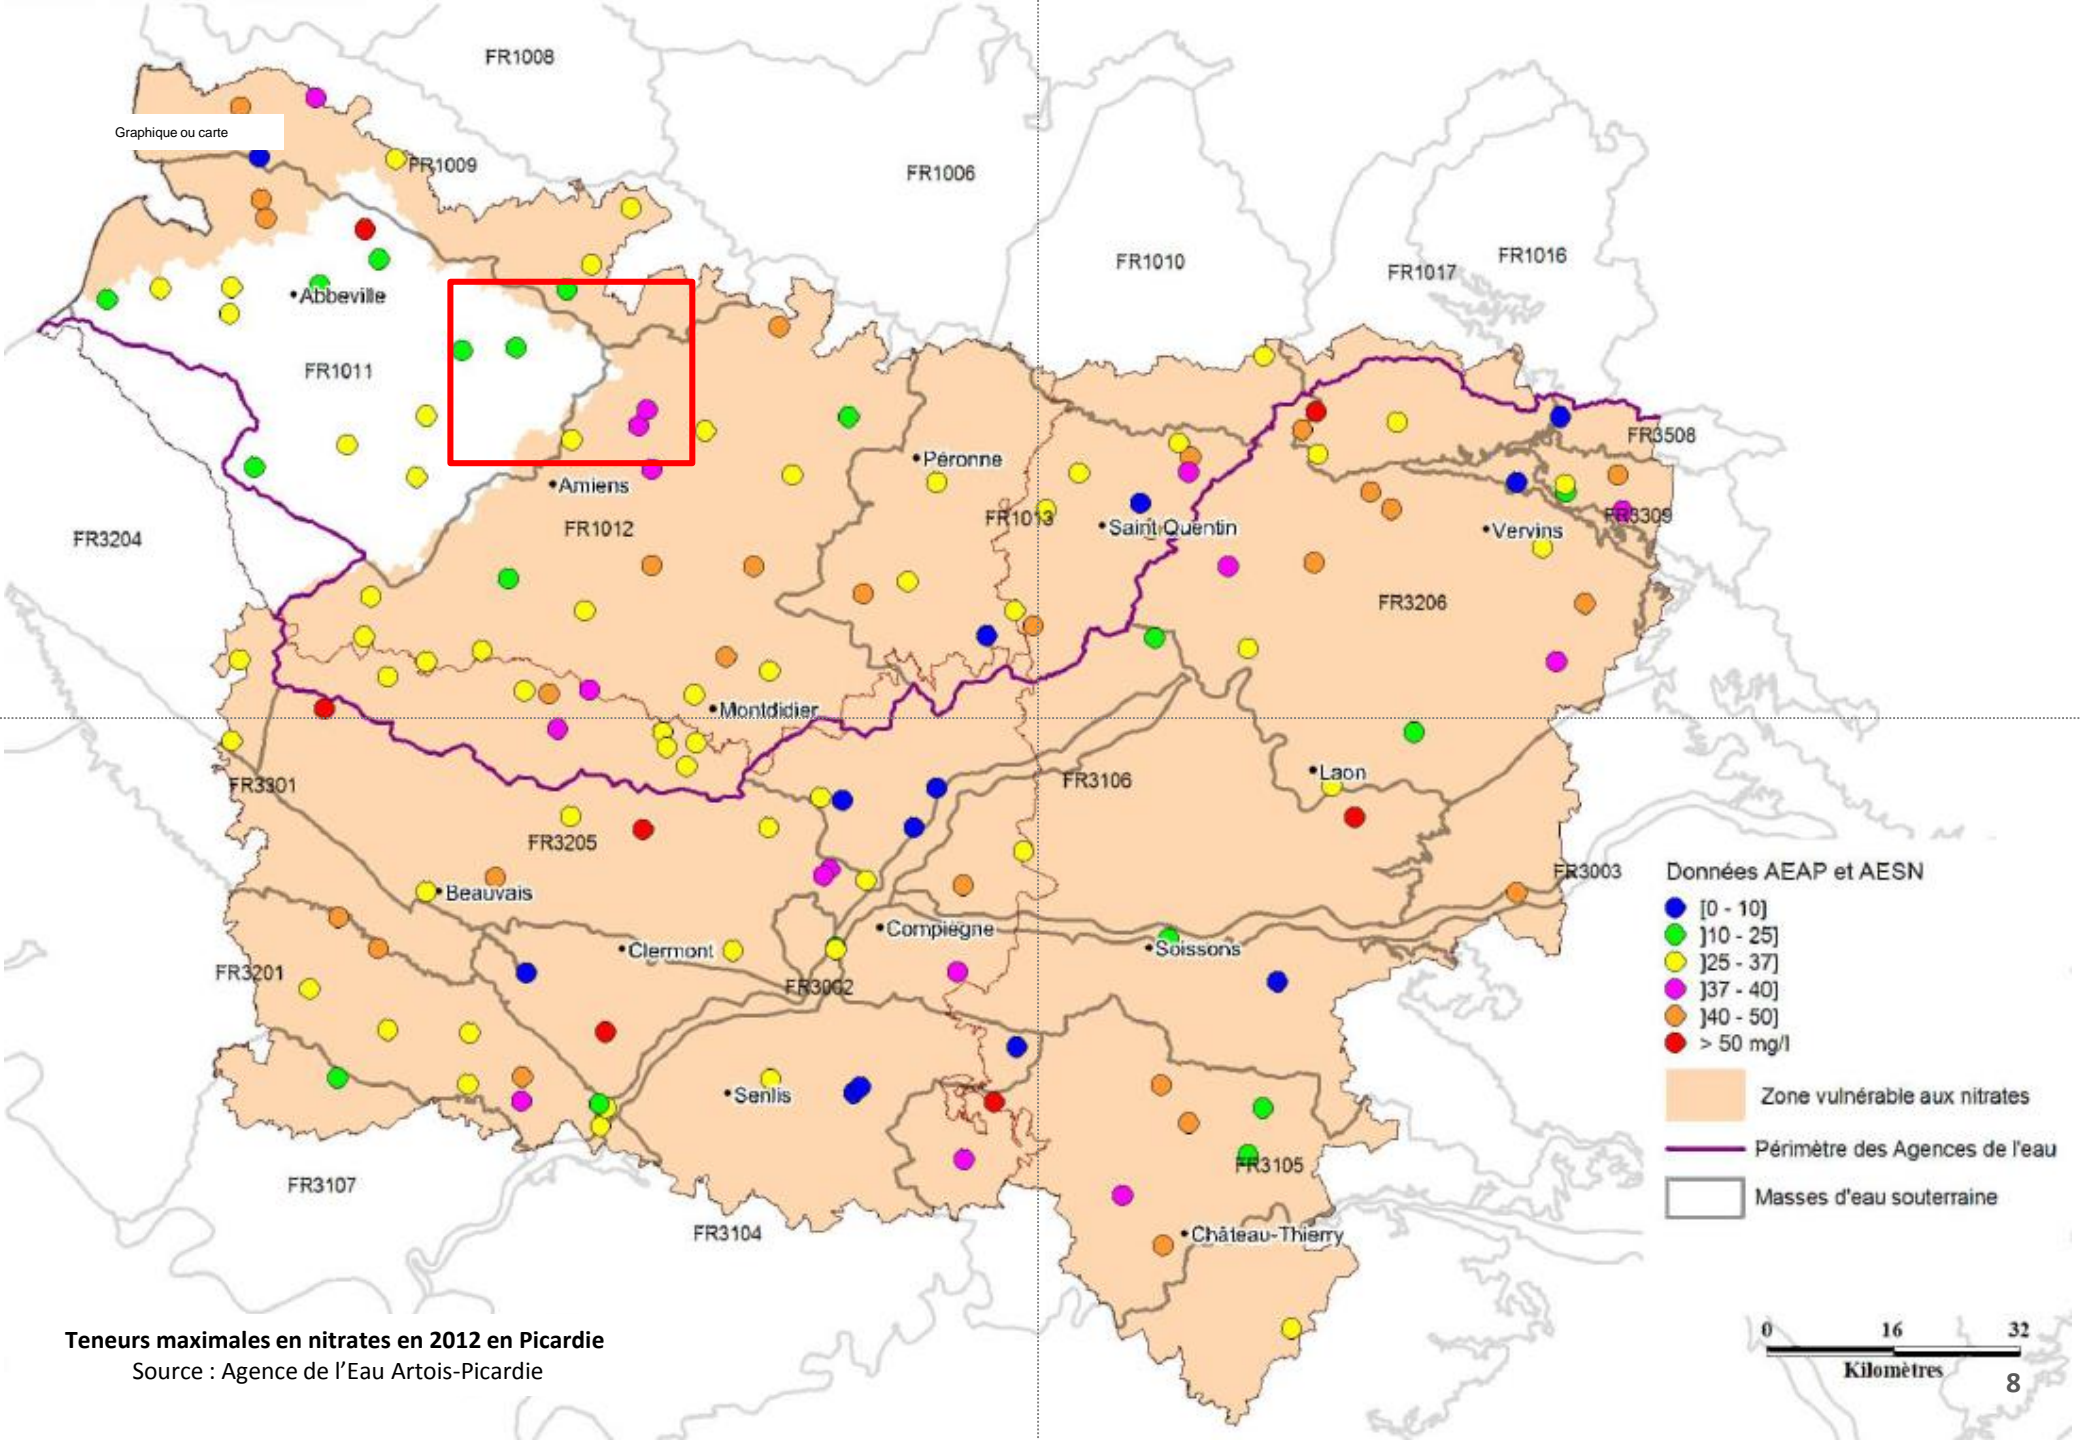 FR1008
Graphique ou carte
FR1009
FR1006
FR1010
FR1017
FR1016
Abbeville
FR1011
FR3508
Péronne
Amiens
FR1012
FR1013
Saint Quentin
Vervins
FR3309
FR3204
FR3206
Montdidier
FR3301
FR3106
Laon
FR3205
Beauvais
FR3003
Compiègne
Clermont
Soissons
FR3201
FR3002
Senlis
FR3105
FR3107
FR3104
Château-Thierry
Données AEAP et AESN
[0 - 10]
]10 - 25]
]25 - 37]
]37 - 40]
]40 - 50]
> 50 mg/l
Zone vulnérable aux nitrates
Périmètre des Agences de l'eau
Masses d'eau souterraine
0 16 32
Kilomètres
Teneurs maximales en nitrates en 2012 en Picardie
Source : Agence de l’Eau Artois-Picardie
8